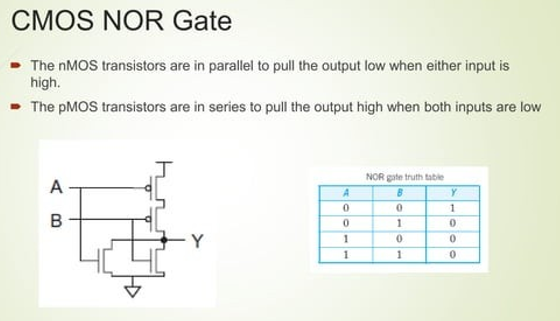 CMOS NOR Gate
The nMOS transistors are in parallel to pull the output low when either input is
high.
The pMOS transistors are in series to pull the output high when both inputs are low
A
B
Y
NOR gate truth table
A B Y
0 0 1
0 1 0
1 0 0
1 1 0